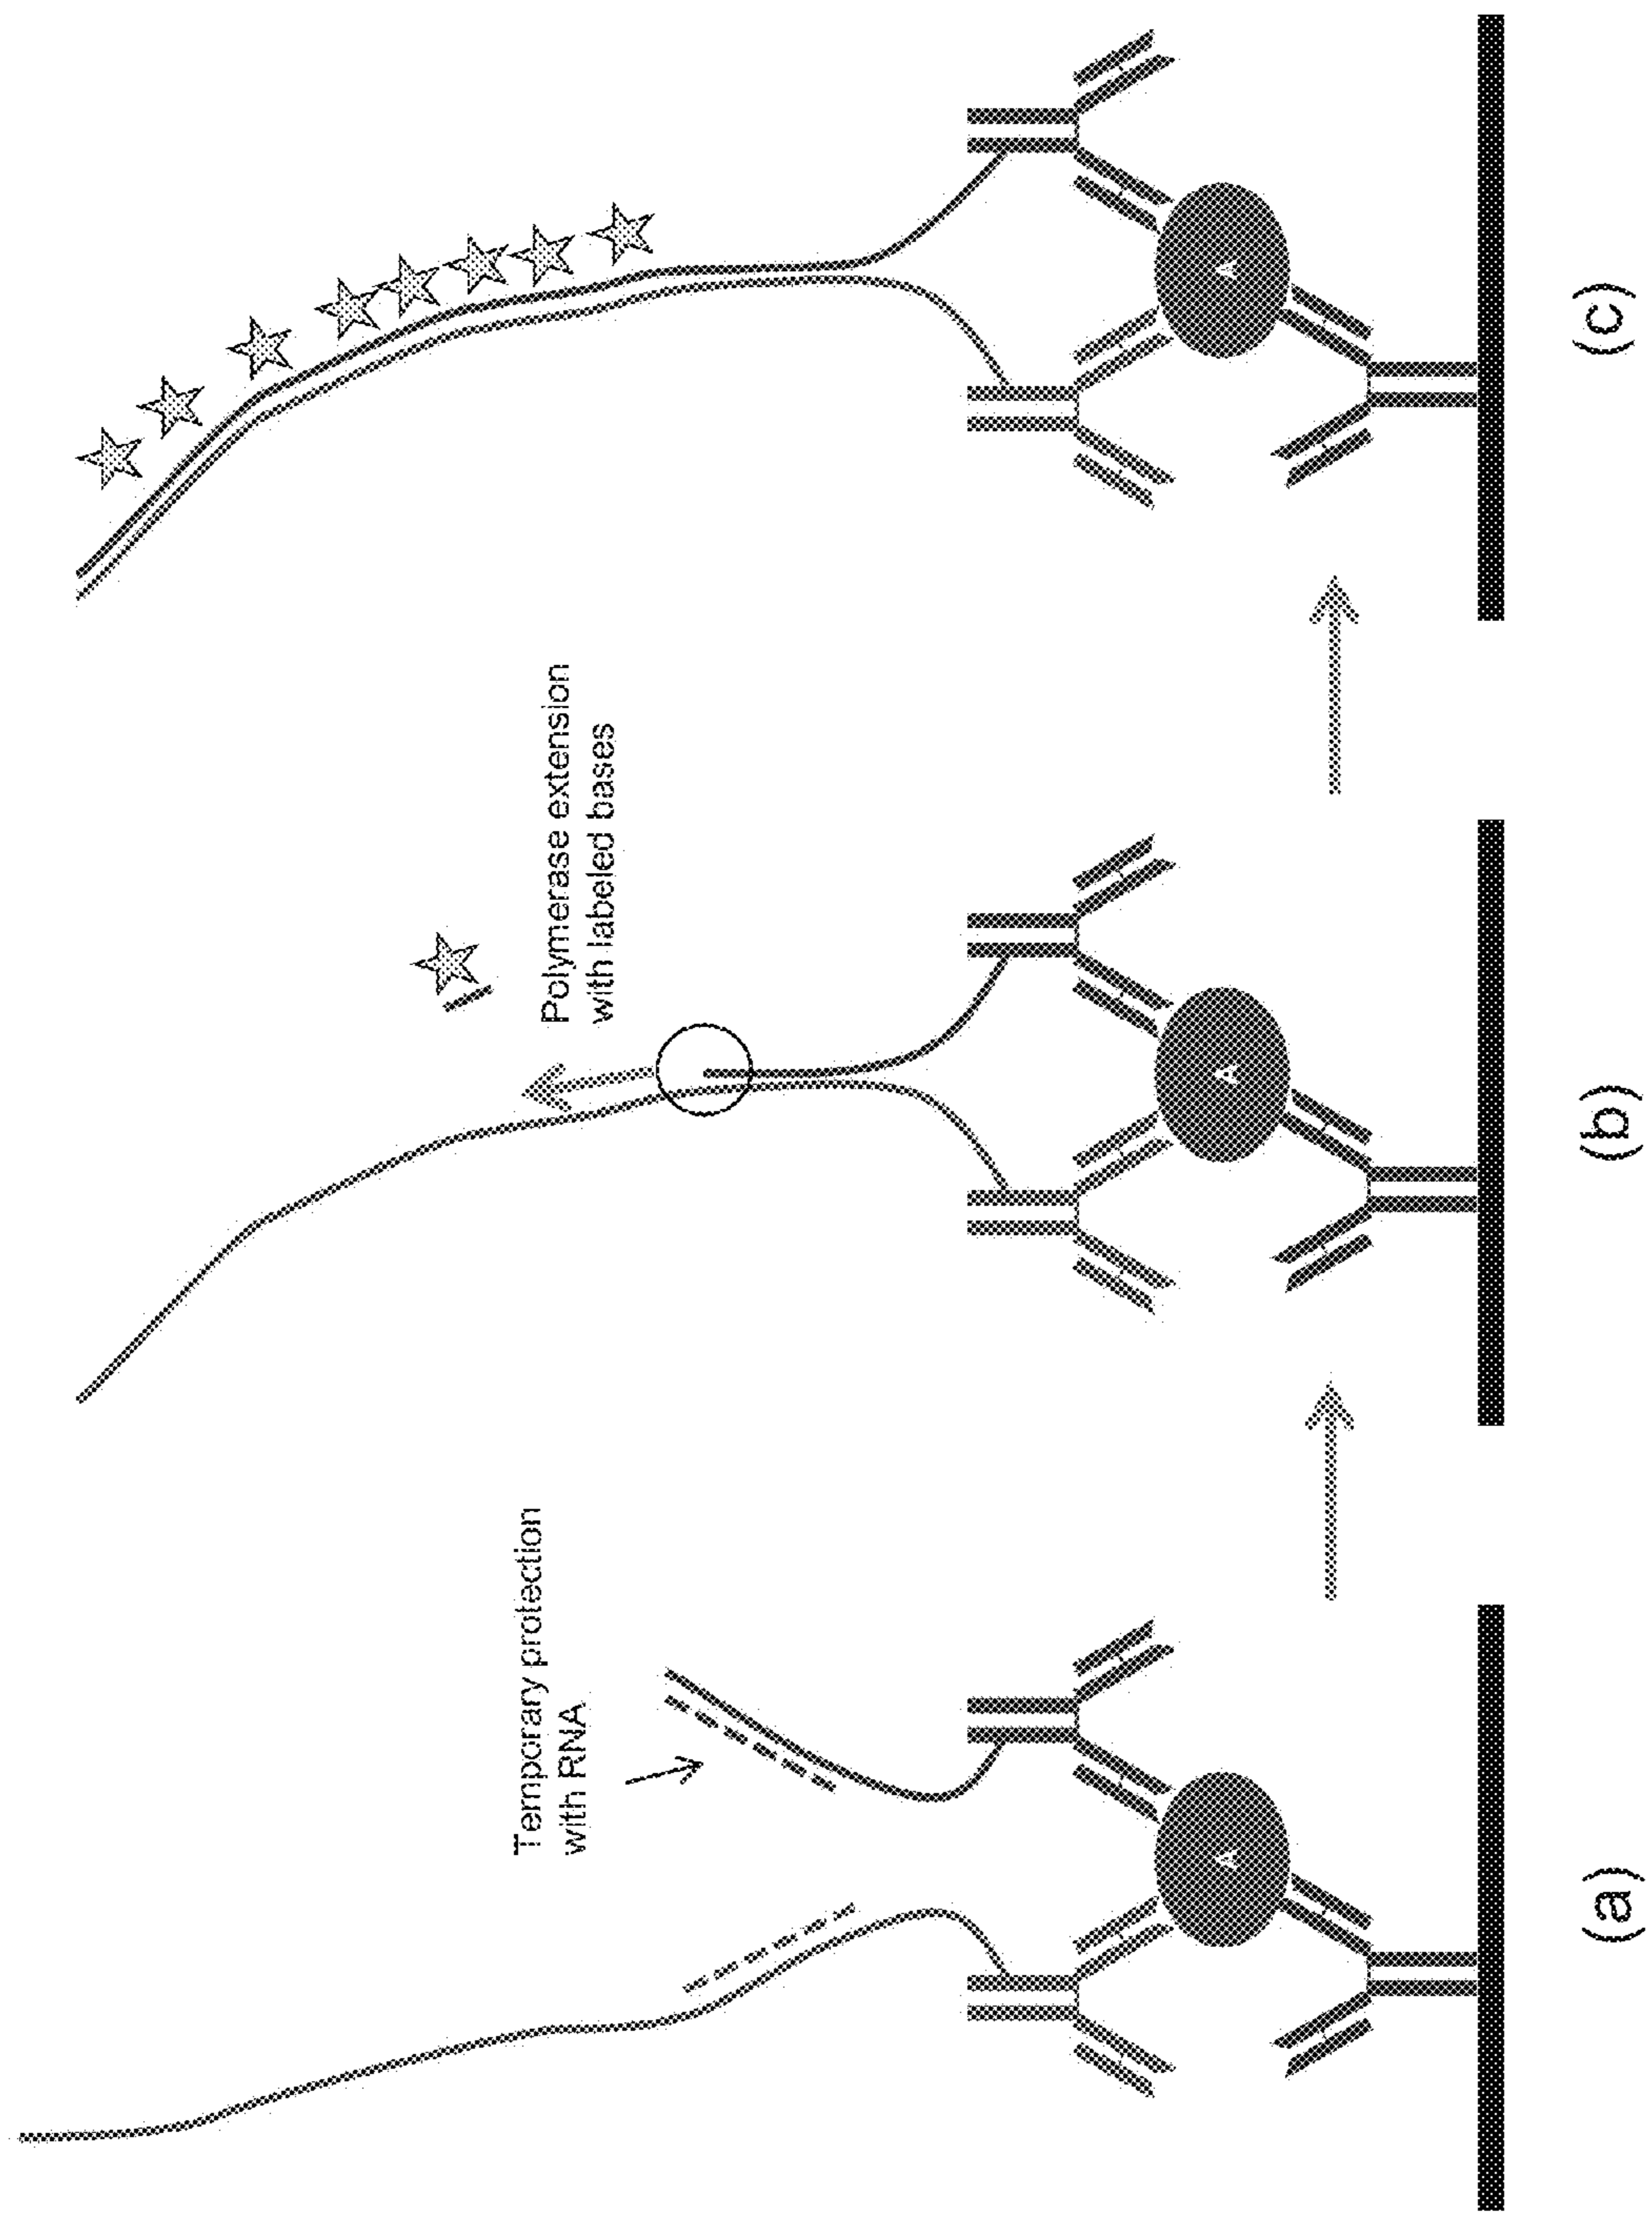 Temporary protection
with RNA
A
(a)
Polymerase extension
with labeled bases
A
(b)
A
(c)